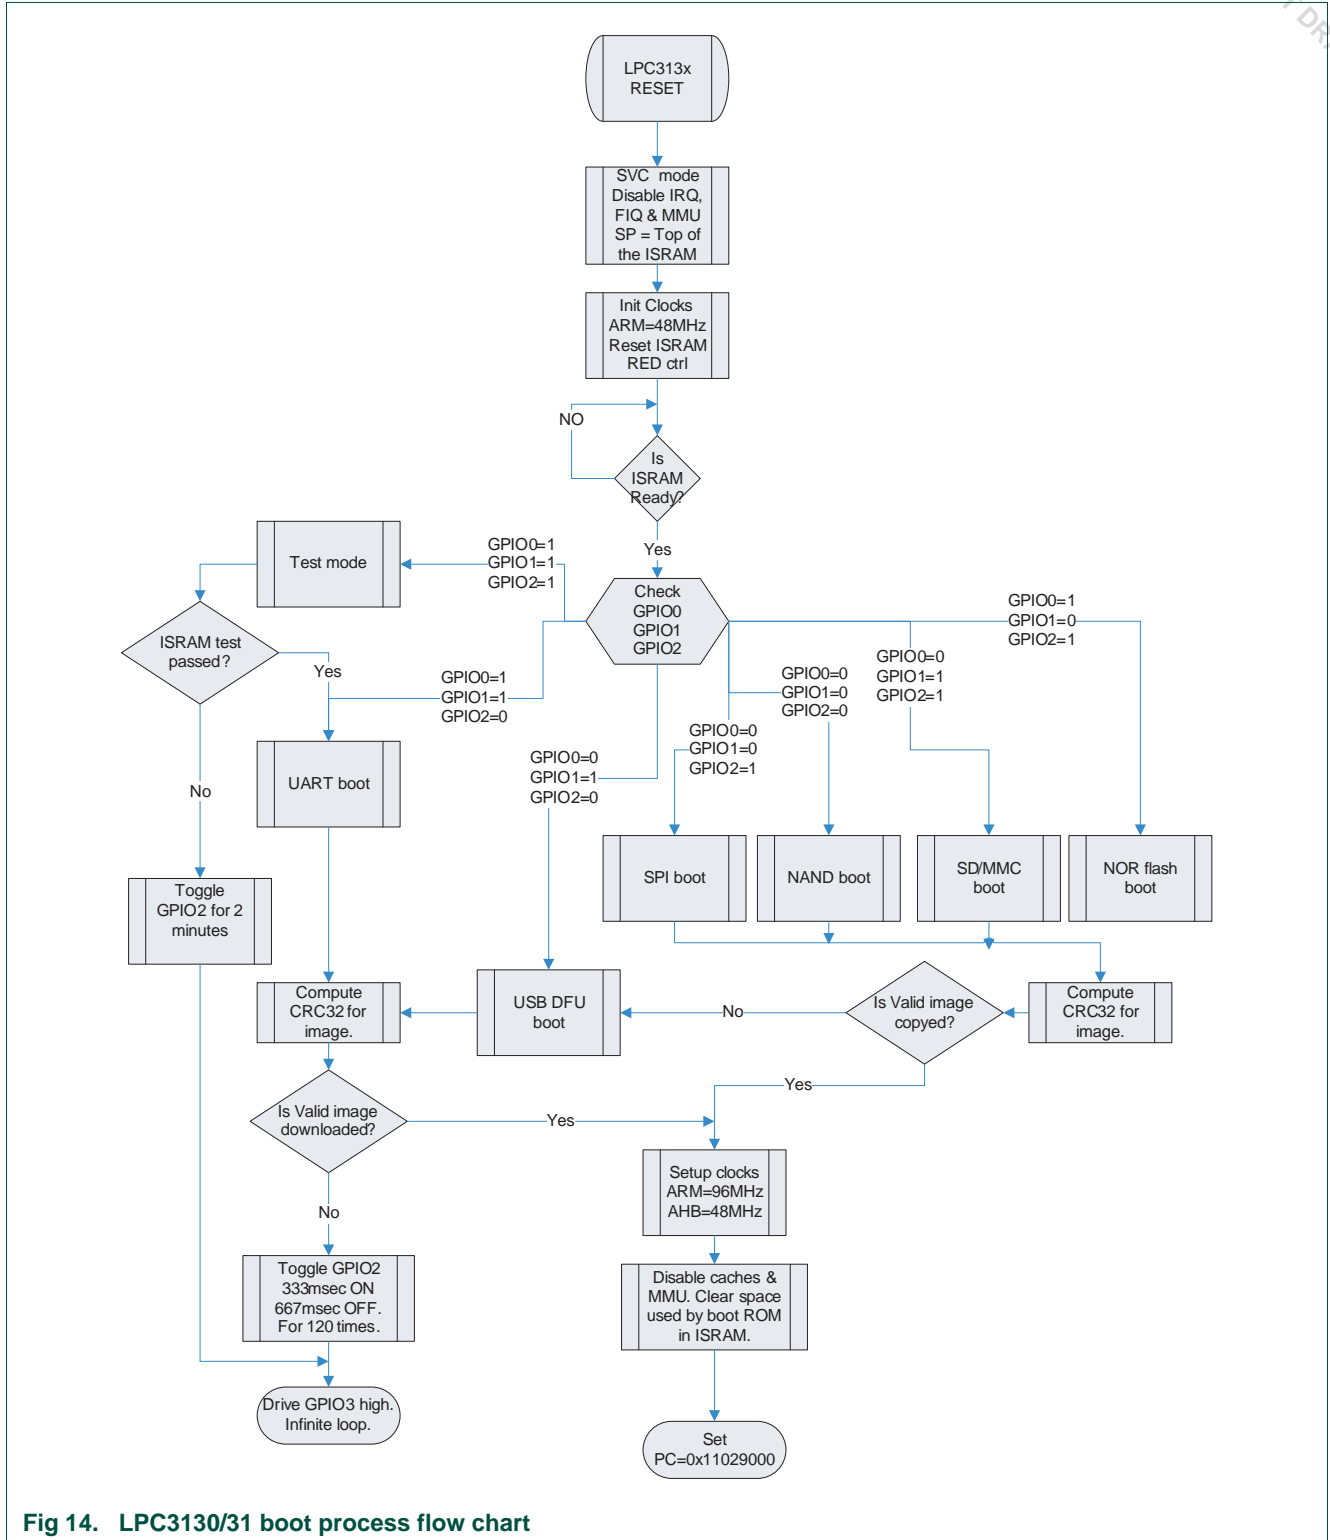 T DRA
LPC313x
RESET
SVC mode
Disable IRQ,
FIQ & MMU
SP = Top of
the ISRAM
Init Clocks
ARM=48MHz
Reset ISRAM
RED ctrl
NO
Is
ISRAM
Ready?
Yes
Test mode
GPIO0=1
GPIO1=1
GPIO2=1
Check
GPIO0
GPIO1
GPIO2
GPIO0=1
GPIO1=0
GPIO2=1
ISRAM test
passed?
Yes
GPIO0=1
GPIO1=1
GPIO2=0
GPIO0=0
GPIO1=0
GPIO2=0
GPIO0=0
GPIO1=1
GPIO2=1
GPIO0=0
GPIO1=0
GPIO2=1
GPIO0=0
GPIO1=1
GPIO2=0
No
UART boot
SPI boot
NAND boot
SD/MMC
boot
NOR flash
boot
Toggle
GPIO2 for 2
minutes
Compute
CRC32 for
image.
USB DFU
boot
No
Is Valid image
copyed?
Compute
CRC32 for
image.
Yes
Is Valid image
downloaded?
Yes
Setup clocks
ARM=96MHz
AHB=48MHz
No
Toggle GPIO2
333msec ON
667msec OFF.
For 120 times.
Disable caches &
MMU. Clear space
used by boot ROM
in ISRAM.
Drive GPIO3 high.
Infinite loop.
Set
PC=0x11029000
Fig 14. LPC3130/31 boot process flow chart